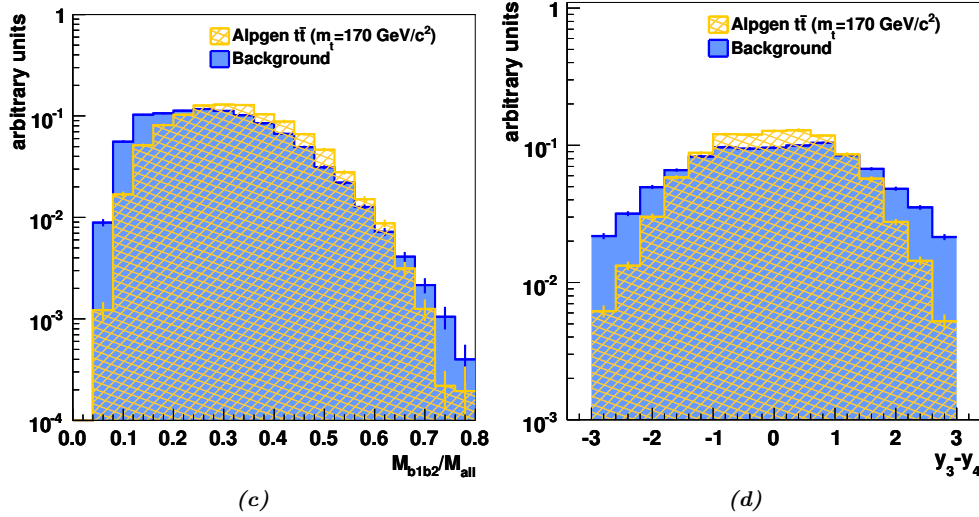 arbitrary units
Alpgen tt̄ (mt=170 GeV/c²)
Background
10⁻¹
10⁻²
10⁻³
10⁻⁴
1
0.0 0.1 0.2 0.3 0.4 0.5 0.6 0.7 0.8
M_b1b2/M_all
(c)
arbitrary units
Alpgen tt̄ (mt=170 GeV/c²)
Background
1
10⁻¹
10⁻²
10⁻³
-3 -2 -1 0 1 2 3
y₃-y₄
(d)